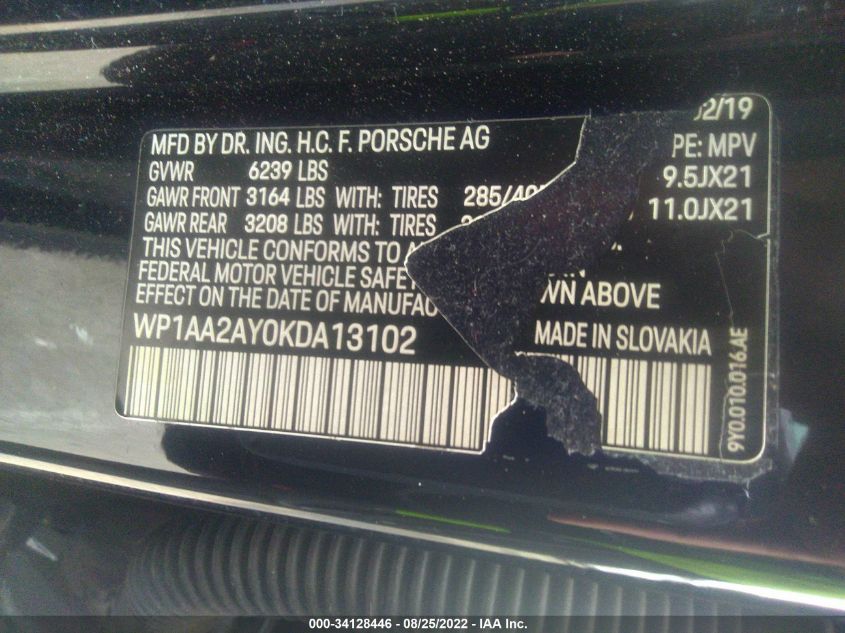 02/19
MFD BY DR. ING. H.C. F. PORSCHE AG
PE: MPV
GVWR 6239 LBS
9.5JX21
GAWR FRONT 3164 LBS WITH: TIRES 285/40
11.0JX21
GAWR REAR 3208 LBS WITH: TIRES
THIS VEHICLE CONFORMS TO A
FEDERAL MOTOR VEHICLE SAFET
EFFECT ON THE DATE OF MANUFAC
WN ABOVE
WP1AA2AY0KDA13102
MADE IN SLOVAKIA
9Y0.010.016.AE
000-34128446 - 08/25/2022 - IAA Inc.